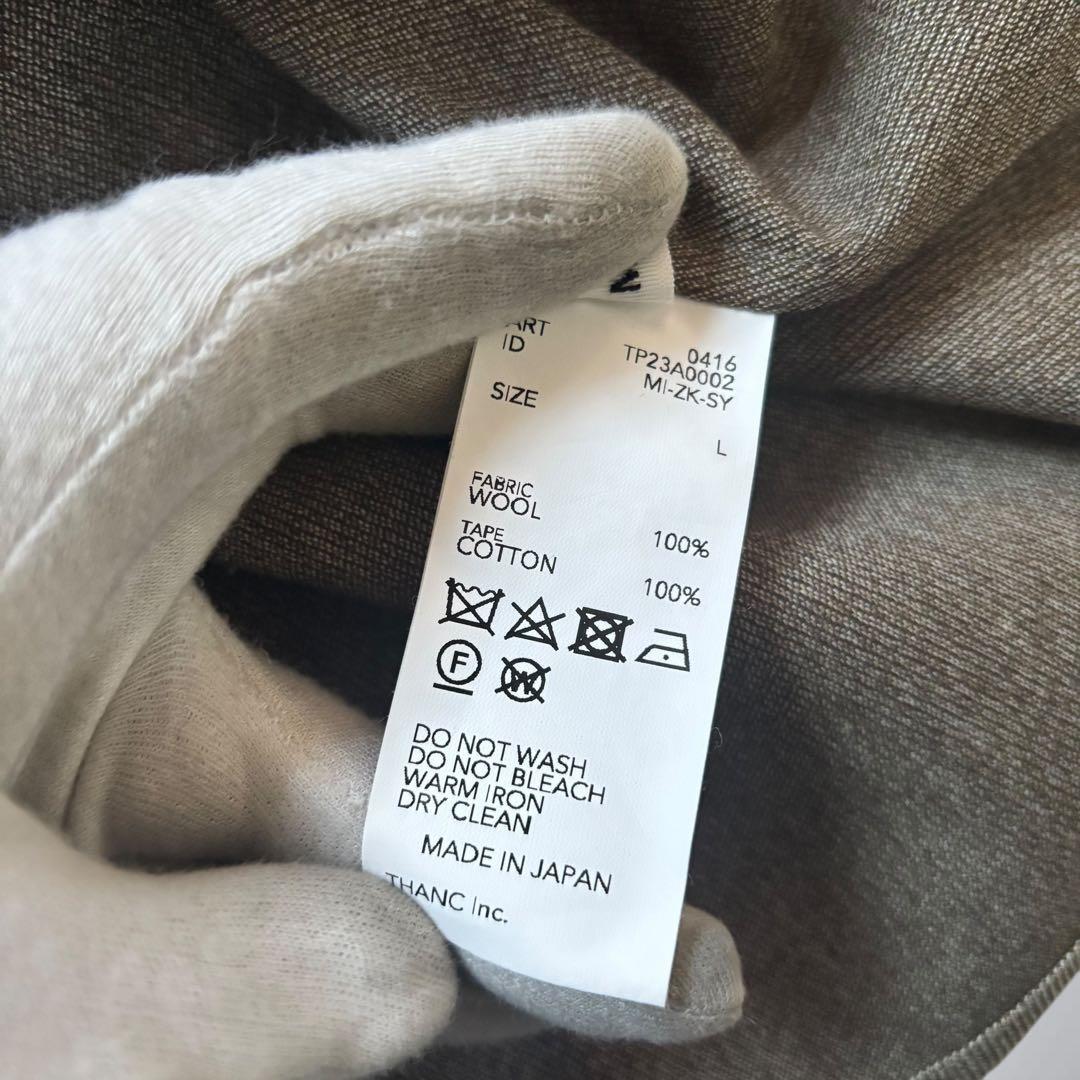 ART 0416
ID TP23A0002
MI-ZK-SY
SIZE
L
FABRIC
WOOL 100%
TAPE
COTTON 100%
F W
DO NOT WASH
DO NOT BLEACH
WARM IRON
DRY CLEAN
MADE IN JAPAN
THANC Inc.